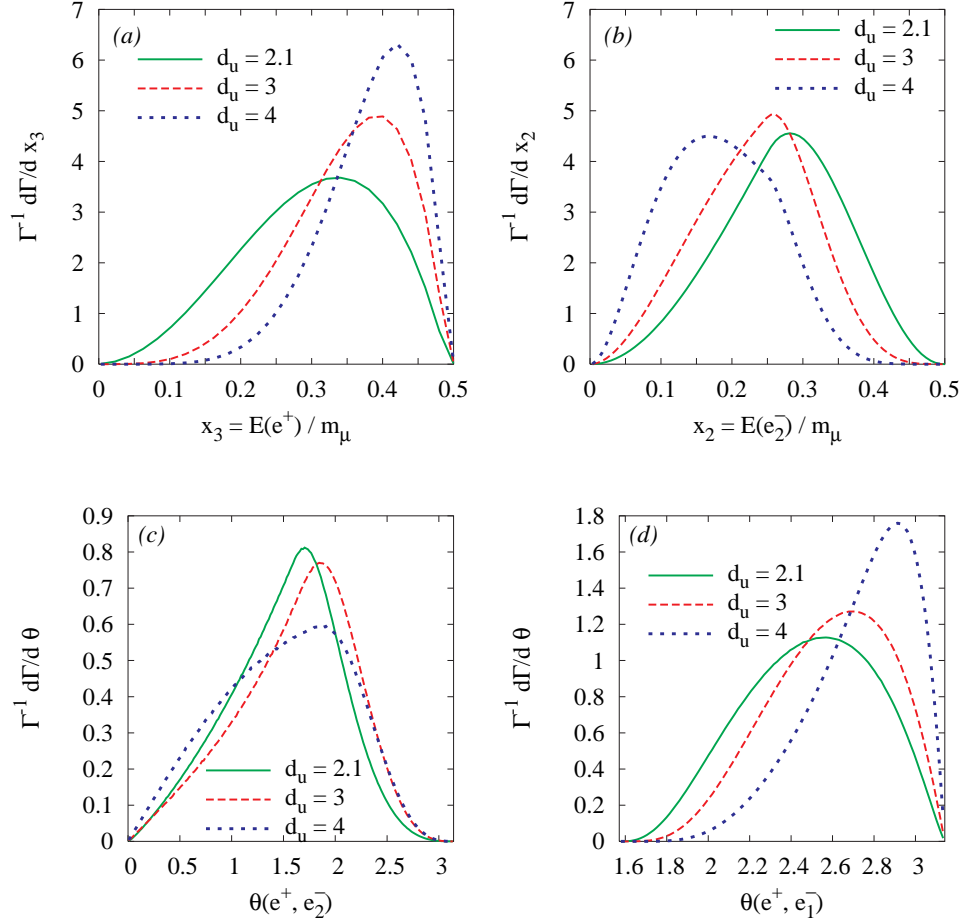 (a)
d_u = 2.1
d_u = 3
d_u = 4
Γ^-1 dΓ/d x_3
7
6
5
4
3
2
1
0
0 0.1 0.2 0.3 0.4 0.5
x_3 = E(e^+) / m_μ
(b)
d_u = 2.1
d_u = 3
d_u = 4
Γ^-1 dΓ/d x_2
7
6
5
4
3
2
1
0
0 0.1 0.2 0.3 0.4 0.5
x_2 = E(e_2^-) / m_μ
(c)
d_u = 2.1
d_u = 3
d_u = 4
Γ^-1 dΓ/d θ
0.9
0.8
0.7
0.6
0.5
0.4
0.3
0.2
0.1
0
0 0.5 1 1.5 2 2.5 3
θ(e^+, e_2^-)
(d)
d_u = 2.1
d_u = 3
d_u = 4
Γ^-1 dΓ/d θ
1.8
1.6
1.4
1.2
1
0.8
0.6
0.4
0.2
0
1.6 1.8 2 2.2 2.4 2.6 2.8 3
θ(e^+, e_1^-)